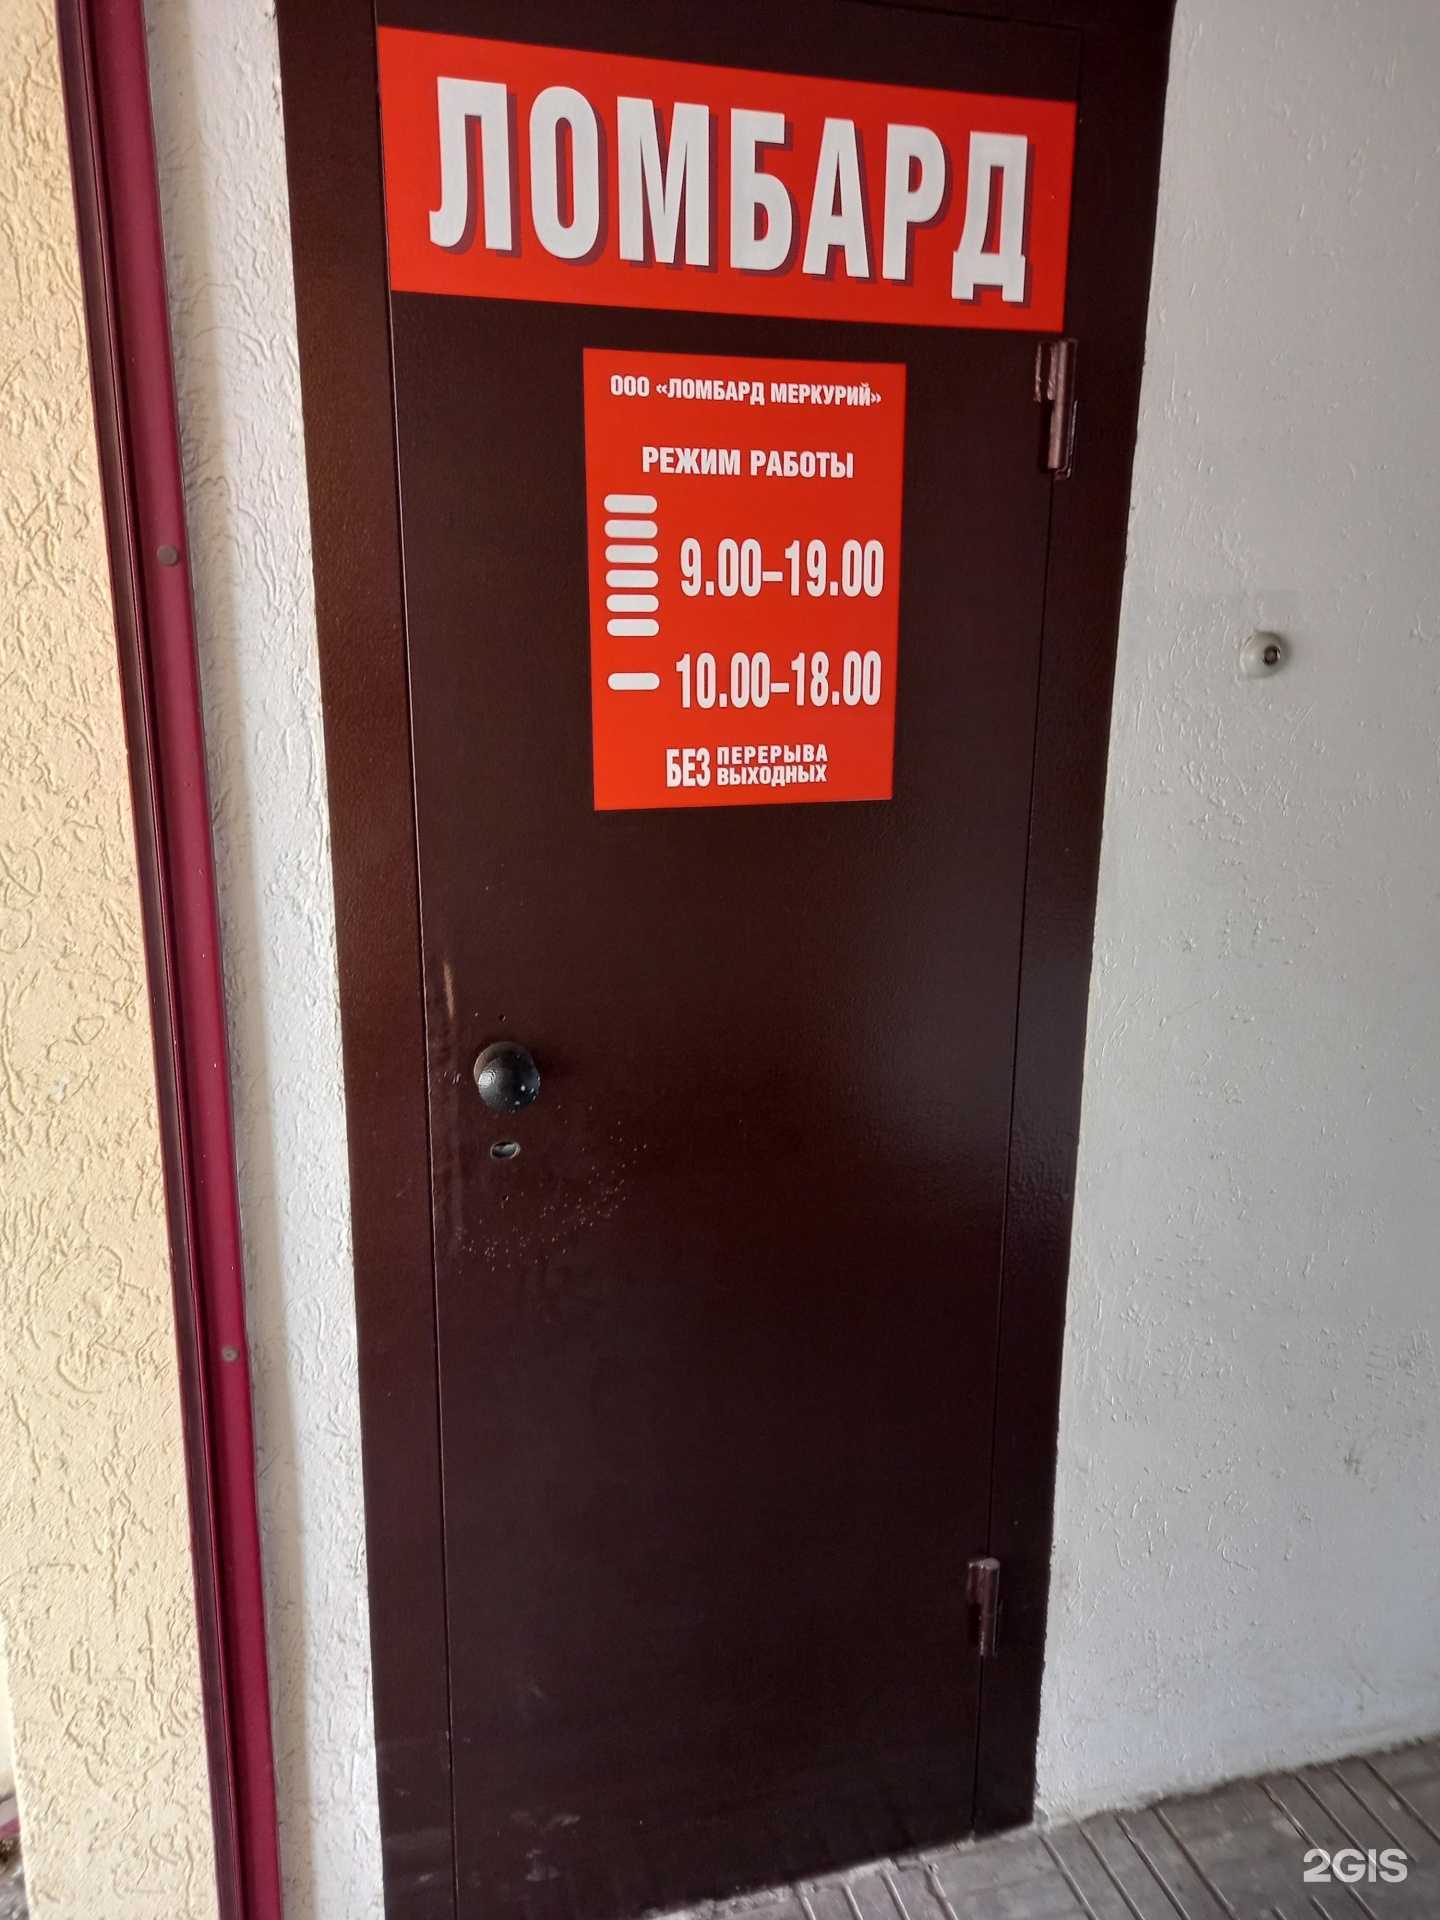 ЛОМБАРД
ООО «ЛОМБАРД МЕРКУРИЙ»
РЕЖИМ РАБОТЫ
9.00-19.00
10.00-18.00
БЕЗ ПЕРЕРЫВА
ВЫХОДНЫХ
2GIS